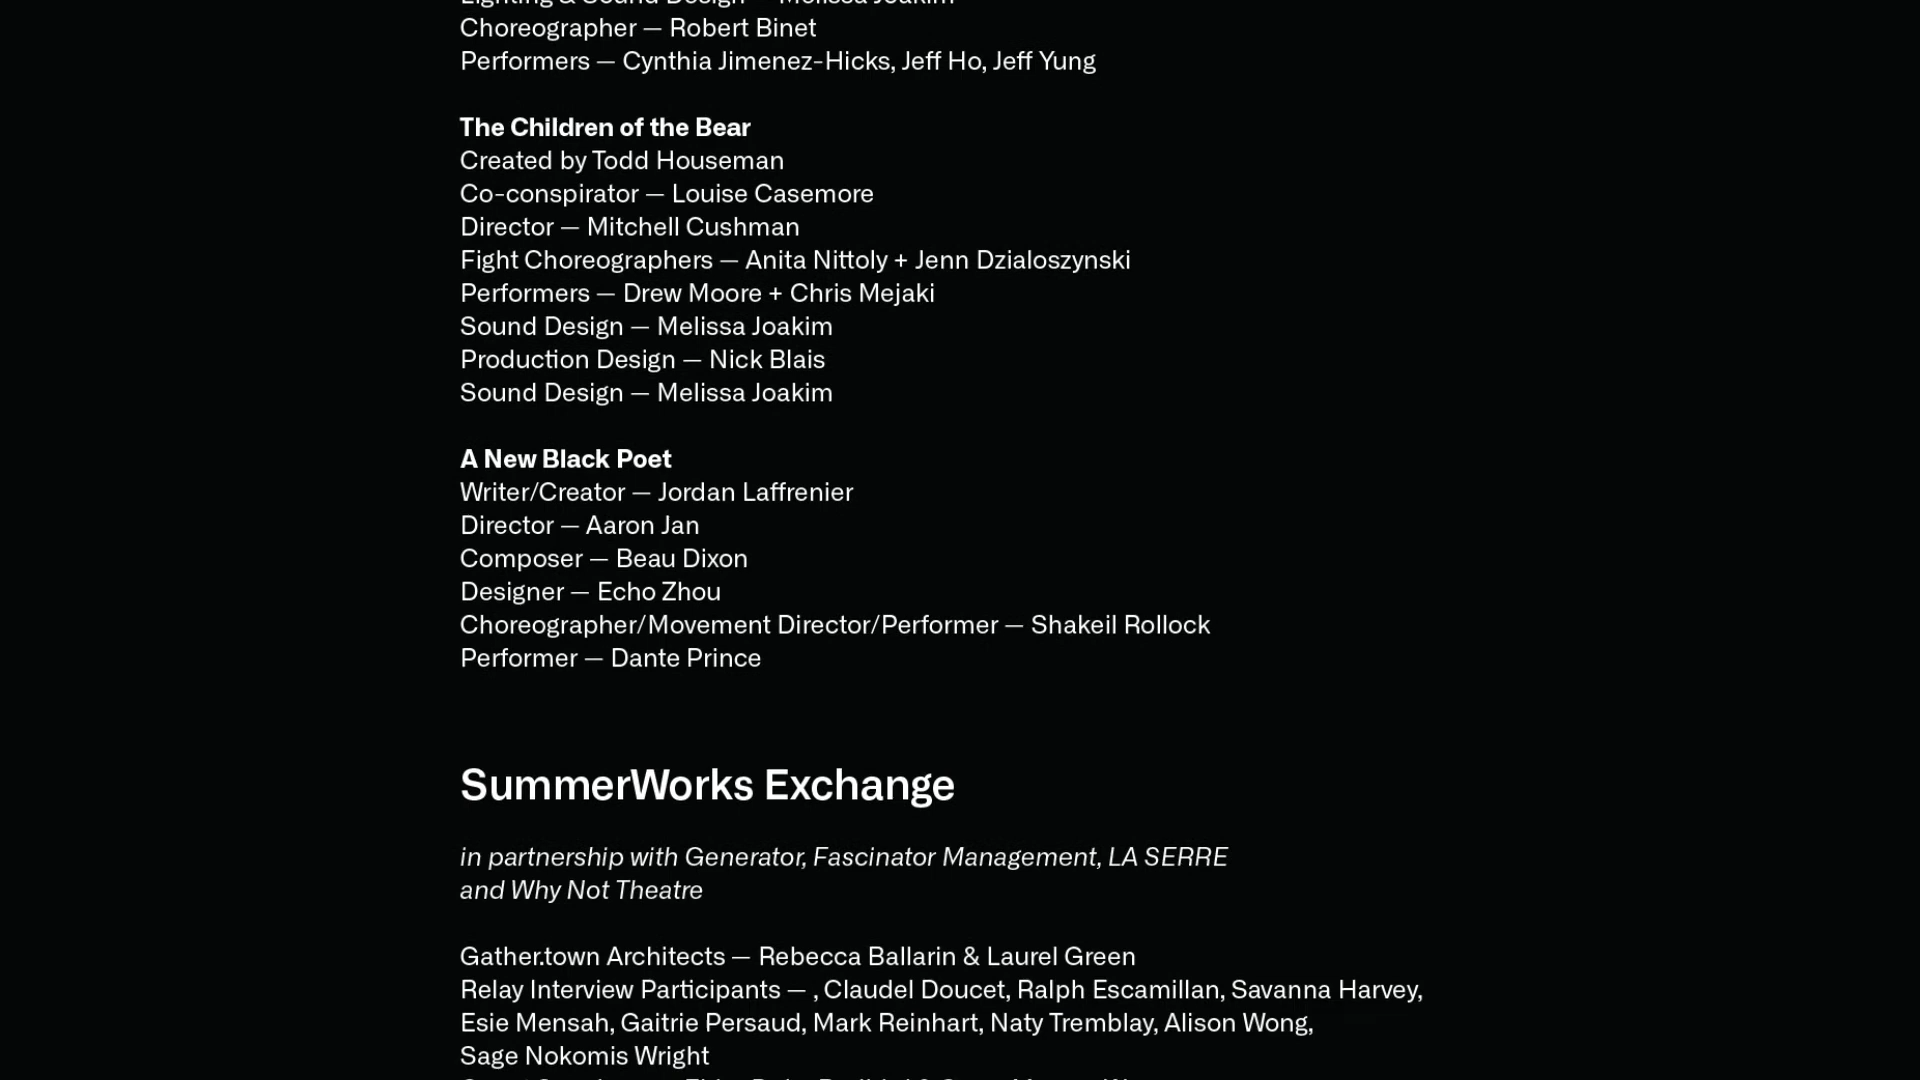 Lighting & Sound Design — Melissa Joakim
Choreographer — Robert Binet
Performers — Cynthia Jimenez-Hicks, Jeff Ho, Jeff Yung
The Children of the Bear
Created by Todd Houseman
Co-conspirator — Louise Casemore
Director — Mitchell Cushman
Fight Choreographers — Anita Nittoly + Jenn Dzialoszynski
Performers — Drew Moore + Chris Mejaki
Sound Design — Melissa Joakim
Production Design — Nick Blais
Sound Design — Melissa Joakim
A New Black Poet
Writer/Creator — Jordan Laffrenier
Director — Aaron Jan
Composer — Beau Dixon
Designer — Echo Zhou
Choreographer/Movement Director/Performer — Shakeil Rollock
Performer — Dante Prince
SummerWorks Exchange
in partnership with Generator, Fascinator Management, LA SERRE
and Why Not Theatre
Gather.town Architects — Rebecca Ballarin & Laurel Green
Relay Interview Participants — , Claudel Doucet, Ralph Escamillan, Savanna Harvey,
Esie Mensah, Gaitrie Persaud, Mark Reinhart, Naty Tremblay, Alison Wong,
Sage Nokomis Wright